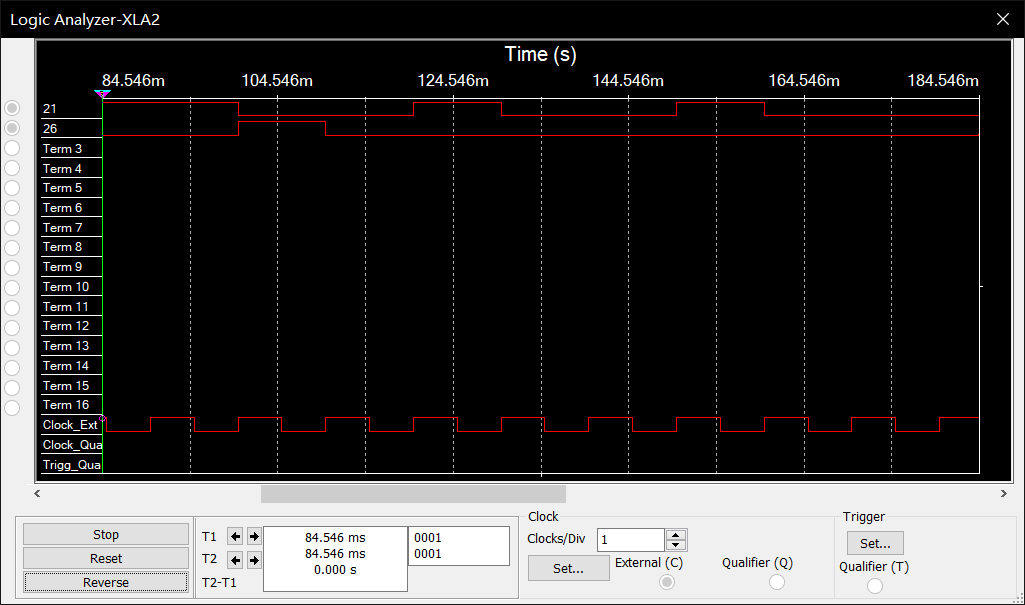 Logic Analyzer-XLA2
Time (s)
84.546m 104.546m 124.546m 144.546m 164.546m 184.546m
21
26
Term 3
Term 4
Term 5
Term 6
Term 7
Term 8
Term 9
Term 10
Term 11
Term 12
Term 13
Term 14
Term 15
Term 16
Clock_Ext
Clock_Qua
Trigg_Qua
Stop
Reset
Reverse
T1 84.546 ms 0001
T2 84.546 ms 0001
T2-T1 0.000 s
Clock
Clocks/Div 1
Set... External (C) Qualifier (Q)
Trigger
Set...
Qualifier (T)